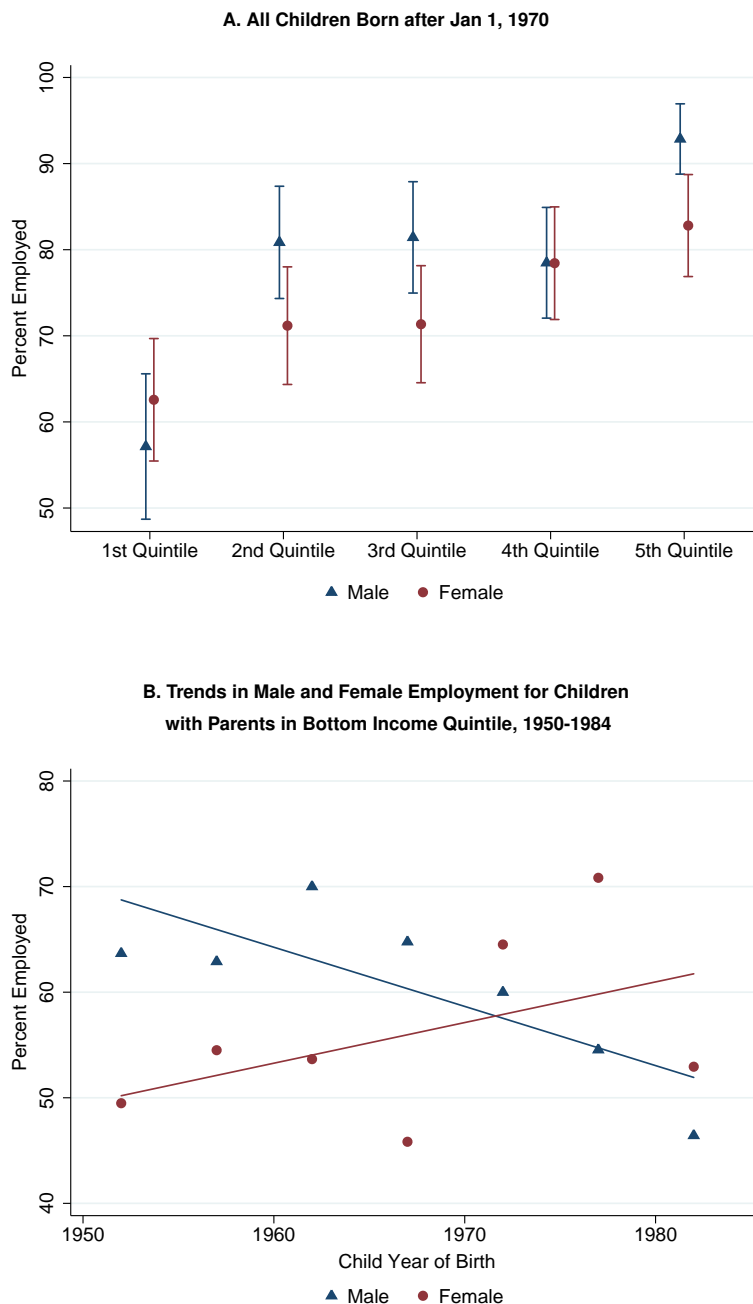 A. All Children Born after Jan 1, 1970
100
90
80
70
60
50
Percent Employed
1st Quintile 2nd Quintile 3rd Quintile 4th Quintile 5th Quintile
Male Female
B. Trends in Male and Female Employment for Children
with Parents in Bottom Income Quintile, 1950-1984
80
70
60
50
40
Percent Employed
1950 1960 1970 1980
Child Year of Birth
Male Female